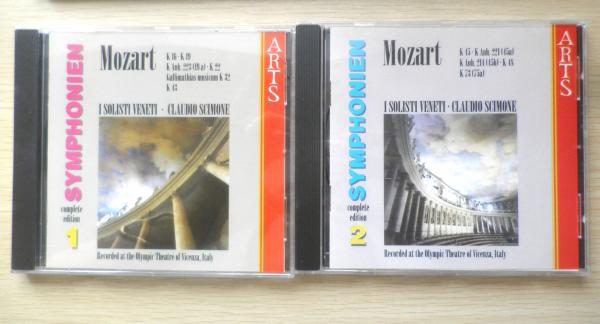 Mozart
K 16 · K 19
K Anh. 223 (19 a) · K 22
Gallimathias musicum K 32
K 43
I SOLISTI VENETI · CLAUDIO SCIMONE
SYMPHONIEN
complete
edition
1
ARTS
Recorded at the Olympic Theatre of Vicenza, Italy
Mozart
K 45 · K Anh. 221 (45a)
K Anh. 214 (45b) · K 48
K 73 (75a)
I SOLISTI VENETI · CLAUDIO SCIMONE
SYMPHONIEN
complete
edition
2
ARTS
Recorded at the Olympic Theatre of Vicenza, Italy